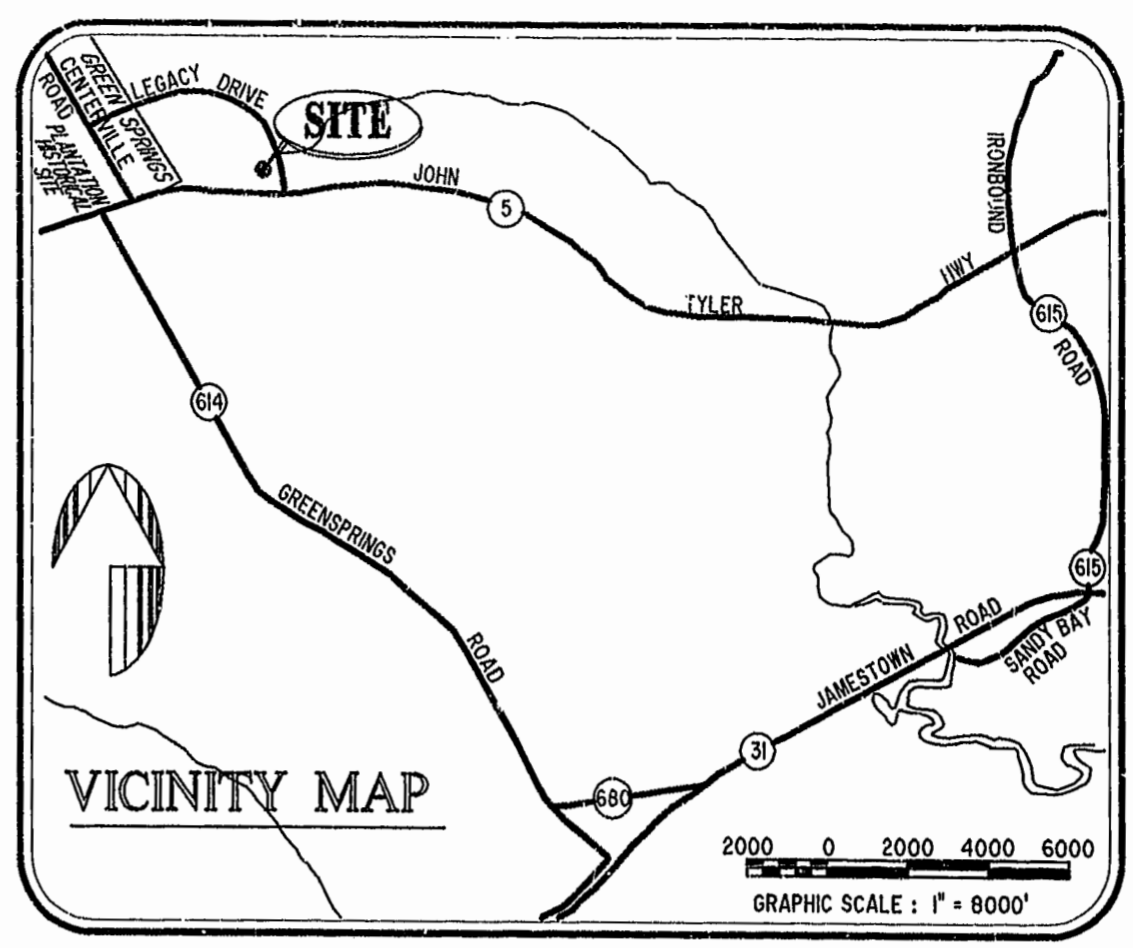 GREEN SPRINGS
PLANTATION
HISTORICAL
SITE
CENTERVILLE
ROAD
LEGACY DRIVE
SITE
JOHN
5
TYLER
HWY
IRONBOUND
615
ROAD
614
GREENSPRINGS
ROAD
615
JAMESTOWN ROAD
SANDY BAY
ROAD
31
680
VICINITY MAP
2000 0 2000 4000 6000
GRAPHIC SCALE : 1" = 8000'